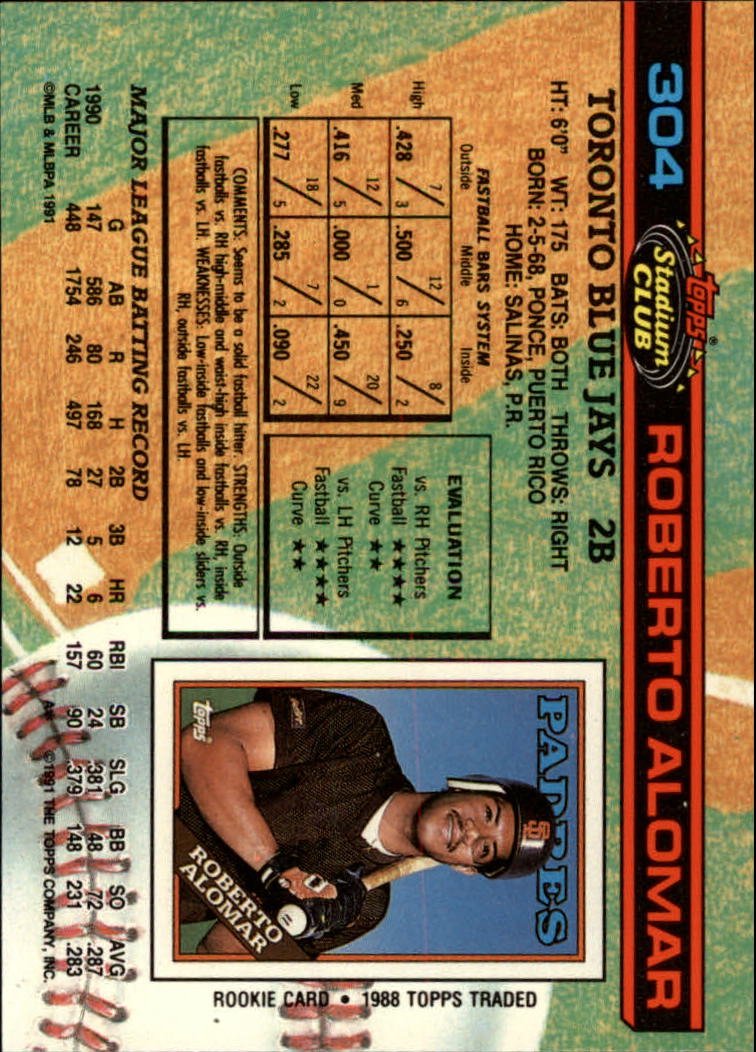 304
topps®
Stadium
CLUB
ROBERTO ALOMAR
TORONTO BLUE JAYS 2B
HT: 6'0" WT: 175 BATS: BOTH THROWS: RIGHT
BORN: 2-5-68, PONCE, PUERTO RICO
HOME: SALINAS, P.R.
FASTBALL BARS SYSTEM
Outside Middle Inside
High .428 7/3 .500 12/6 .250 8/2
Med .416 12/5 .000 1/0 .450 20/9
Low .277 18/5 .285 7/2 .090 22/2
EVALUATION
vs. RH Pitchers
Fastball ★★★★
Curve ★★
vs. LH Pitchers
Fastball ★★★★
Curve ★★
COMMENTS: Seems to be a solid fastball hitter. STRENGTHS: Outside
fastballs vs. RH high-middle and waist-high inside fastballs vs. RH, inside
fastballs vs. LH. WEAKNESSES: Low-inside fastballs and low-inside sliders vs.
RH, outside fastballs vs. LH.
PADRES
SD
topps
ROBERTO
ALOMAR
ROOKIE CARD • 1988 TOPPS TRADED
MAJOR LEAGUE BATTING RECORD
G AB R H 2B 3B HR RBI SB SLG BB SO AVG
1990 147 586 80 168 27 5 6 60 24 .381 48 72 .287
CAREER 448 1754 246 497 78 12 22 157 90 .379 148 231 .283
©MLB & MLBPA 1991
A** ©1991 THE TOPPS COMPANY, INC.